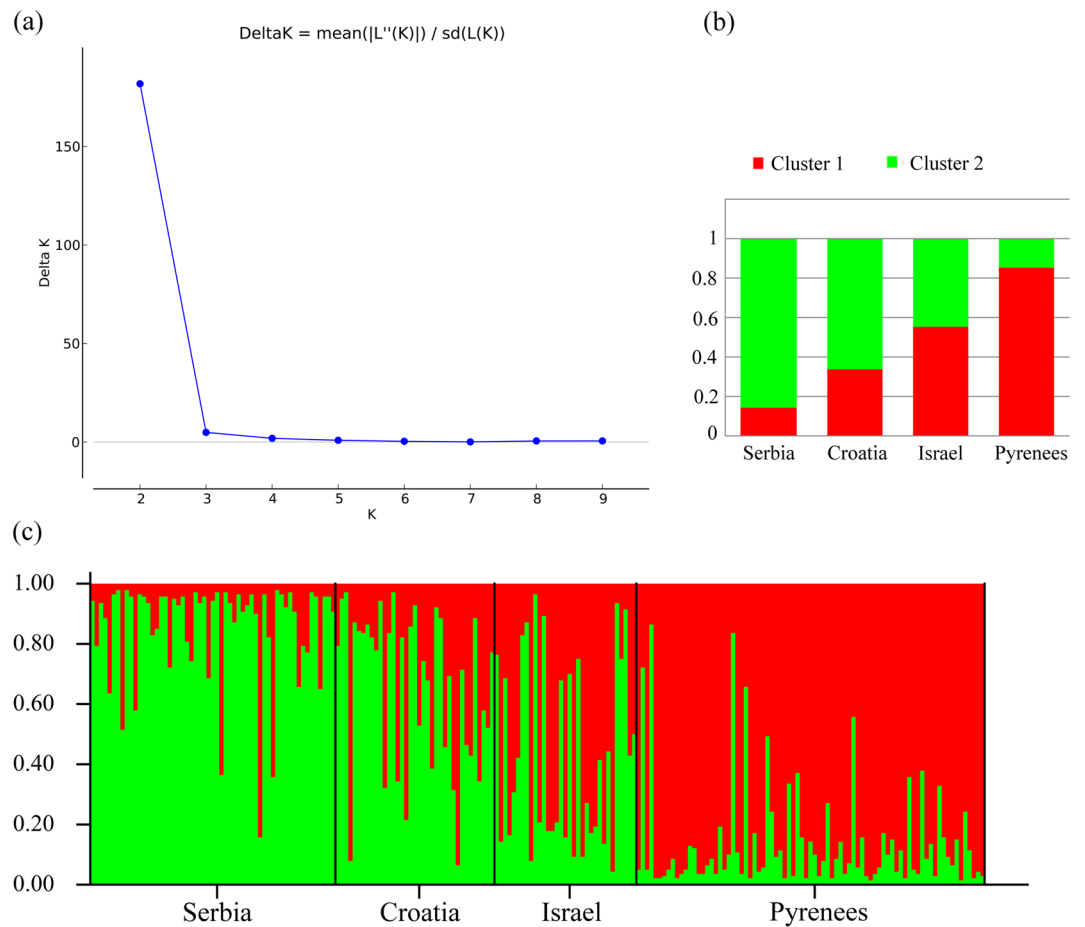 (a)
DeltaK = mean(|L''(K)|) / sd(L(K))
150
100
50
0
Delta K
2 3 4 5 6 7 8 9
K
(b)
Cluster 1 Cluster 2
1
0.8
0.6
0.4
0.2
0
Serbia Croatia Israel Pyrenees
(c)
1.00
0.80
0.60
0.40
0.20
0.00
Serbia Croatia Israel Pyrenees